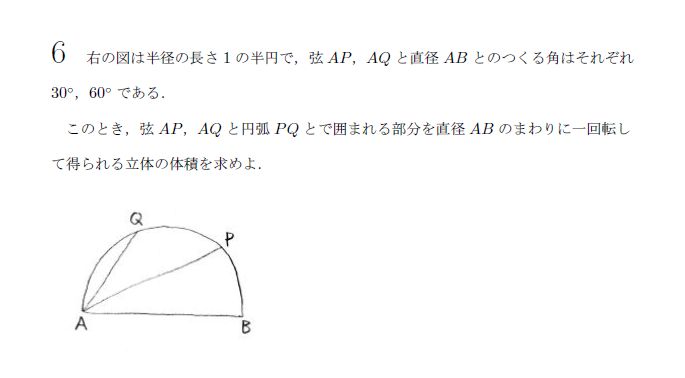 6 右の図は半径の長さ 1 の半円で，弦 AP，AQ と直径 AB とのつくる角はそれぞれ
30°，60° である．
このとき，弦 AP，AQ と円弧 PQ とで囲まれる部分を直径 AB のまわりに一回転し
て得られる立体の体積を求めよ．
Q
P
A
B